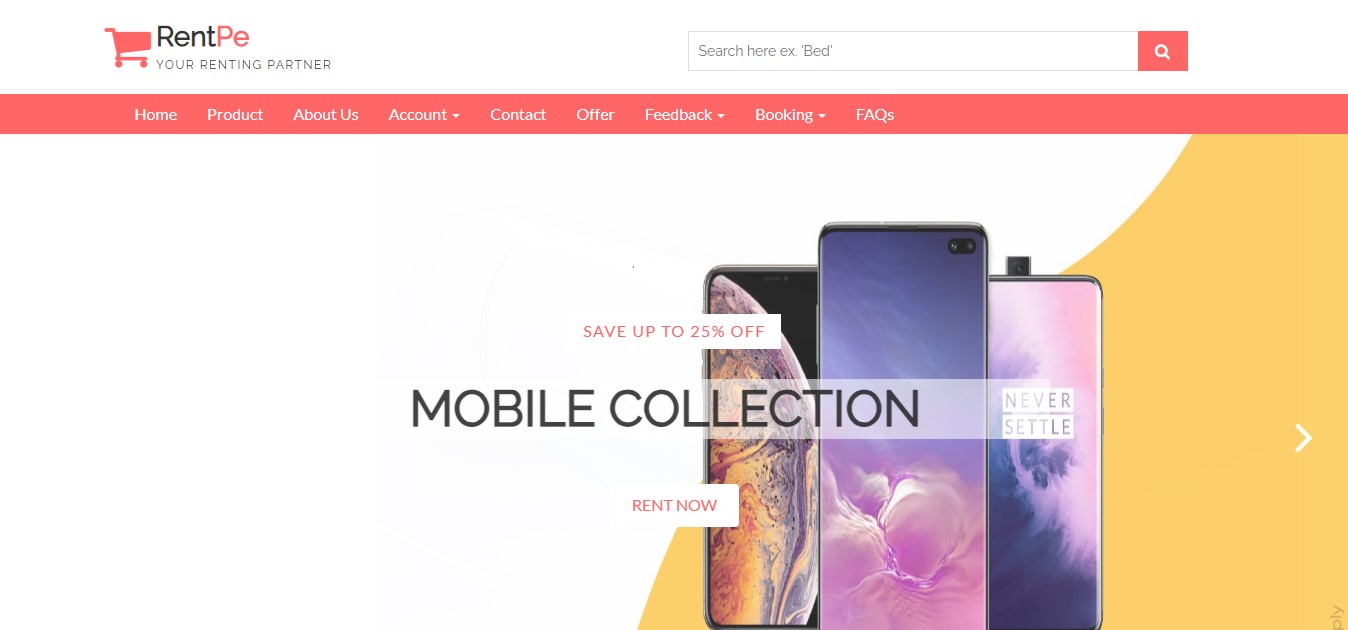 RentPe
YOUR RENTING PARTNER
Search here ex. 'Bed'
Home Product About Us Account Contact Offer Feedback Booking FAQs
SAVE UP TO 25% OFF
MOBILE COLLECTION
NEVER
SETTLE
RENT NOW